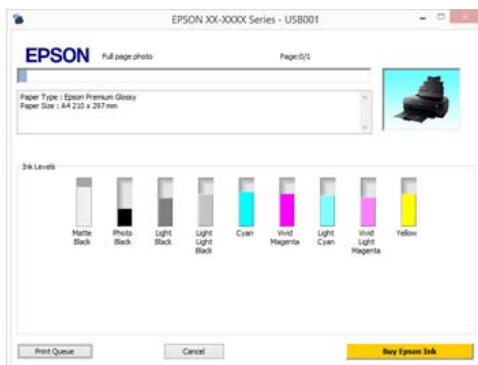 EPSON XX-XXXX Series - USB001
EPSON
Full page photo
Page:0/1
Paper Type : Epson Premium Glossy
Paper Size : A4 210 x 297 mm
Ink Levels
Matte Black
Photo Black
Light Black
Light Light Black
Cyan
Vivid Magenta
Light Cyan
Vivid Light Magenta
Yellow
Print Queue
Cancel
Buy Epson Ink